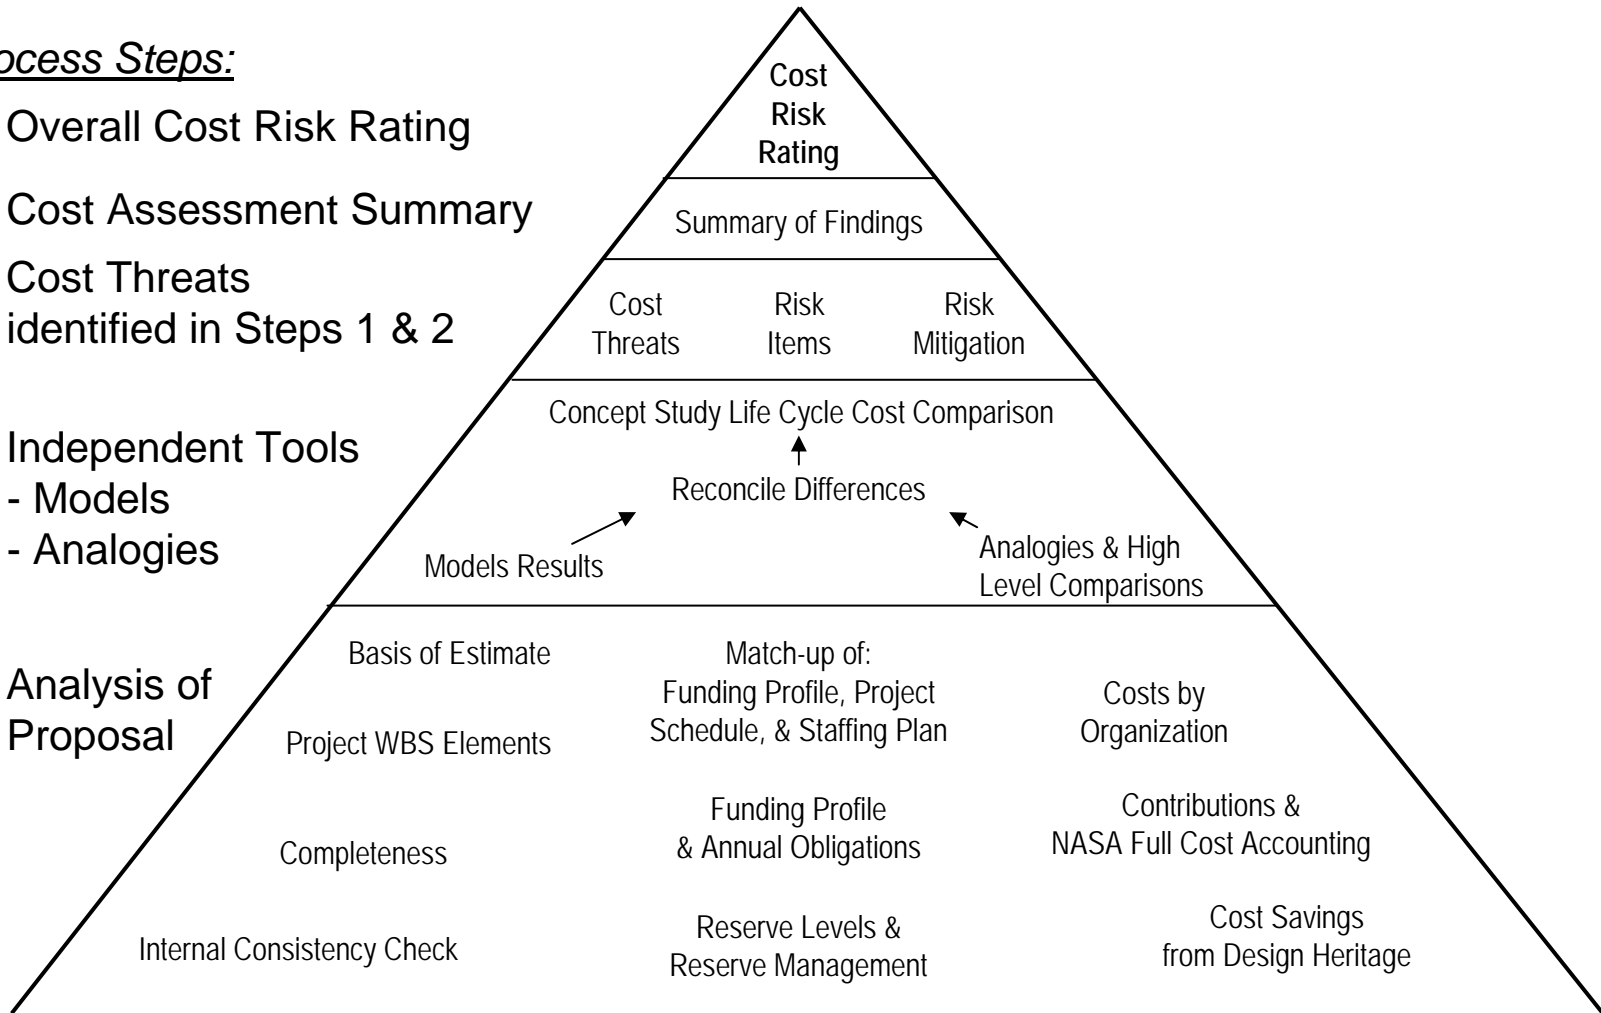 ocess Steps:
Overall Cost Risk Rating
Cost Assessment Summary
Cost Threats
identified in Steps 1 & 2
Independent Tools
- Models
- Analogies
Analysis of
Proposal
Cost
Risk
Rating
Summary of Findings
Cost
Threats
Risk
Items
Risk
Mitigation
Concept Study Life Cycle Cost Comparison
Reconcile Differences
Models Results
Analogies & High
Level Comparisons
Basis of Estimate
Project WBS Elements
Completeness
Internal Consistency Check
Match-up of:
Funding Profile, Project
Schedule, & Staffing Plan
Funding Profile
& Annual Obligations
Reserve Levels &
Reserve Management
Costs by
Organization
Contributions &
NASA Full Cost Accounting
Cost Savings
from Design Heritage